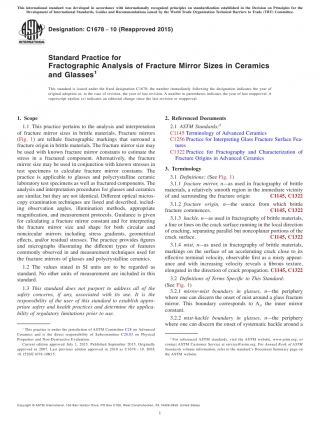 This international standard was developed in accordance with internationally recognized principles on standardization established in the Decision on Principles for the
Development of International Standards, Guides and Recommendations issued by the World Trade Organization Technical Barriers to Trade (TBT) Committee.
Designation: C1678 − 10 (Reapproved 2015)
Standard Practice for
Fractographic Analysis of Fracture Mirror Sizes in Ceramics
and Glasses1
This standard is issued under the fixed designation C1678; the number immediately following the designation indicates the year of
original adoption or, in the case of revision, the year of last revision. A number in parentheses indicates the year of last reapproval. A
superscript epsilon (ε) indicates an editorial change since the last revision or reapproval.
1. Scope
1.1 This practice pertains to the analysis and interpretation
of fracture mirror sizes in brittle materials. Fracture mirrors
(Fig. 1) are telltale fractographic markings that surround a
fracture origin in brittle materials. The fracture mirror size may
be used with known fracture mirror constants to estimate the
stress in a fractured component. Alternatively, the fracture
mirror size may be used in conjunction with known stresses in
test specimens to calculate fracture mirror constants. The
practice is applicable to glasses and polycrystalline ceramic
laboratory test specimens as well as fractured components. The
analysis and interpretation procedures for glasses and ceramics
are similar, but they are not identical. Different optical micros-
copy examination techniques are listed and described, includ-
ing observation angles, illumination methods, appropriate
magnification, and measurement protocols. Guidance is given
for calculating a fracture mirror constant and for interpreting
the fracture mirror size and shape for both circular and
noncircular mirrors including stress gradients, geometrical
effects, and/or residual stresses. The practice provides figures
and micrographs illustrating the different types of features
commonly observed in and measurement techniques used for
the fracture mirrors of glasses and polycrystalline ceramics.
1.2 The values stated in SI units are to be regarded as
standard. No other units of measurement are included in this
standard.
1.3 This standard does not purport to address all of the
safety concerns, if any, associated with its use. It is the
responsibility of the user of this standard to establish appro-
priate safety and health practices and determine the applica-
bility of regulatory limitations prior to use.
1 This practice is under the jurisdiction of ASTM Committee C28 on Advanced
Ceramics and is the direct responsibility of Subcommittee C28.03 on Physical
Properties and Non-Destructive Evaluation.
Current edition approved July 1, 2015. Published September 2015. Originally
approved in 2007. Last previous edition approved in 2010 as C1678 – 10. DOI:
10.1520/C1678-10R15.
2. Referenced Documents
2.1 ASTM Standards:2
C1145 Terminology of Advanced Ceramics
C1256 Practice for Interpreting Glass Fracture Surface Fea-
tures
C1322 Practice for Fractography and Characterization of
Fracture Origins in Advanced Ceramics
3. Terminology
3.1 Definitions: (See Fig. 1)
3.1.1 fracture mirror, n—as used in fractography of brittle
materials, a relatively smooth region in the immediate vicinity
of and surrounding the fracture origin C1145, C1322
3.1.2 fracture origin, n—the source from which brittle
fracture commences. C1145, C1322
3.1.3 hackle, n—as used in fractography of brittle materials,
a line or lines on the crack surface running in the local direction
of cracking, separating parallel but noncoplanar portions of the
crack surface. C1145, C1322
3.1.4 mist, n—as used in fractography of brittle materials,
markings on the surface of an accelerating crack close to its
effective terminal velocity, observable first as a misty appear-
ance and with increasing velocity reveals a fibrous texture,
elongated in the direction of crack propagation. C1145, C1322
3.2 Definitions of Terms Specific to This Standard:
(See Fig. 1)
3.2.1 mirror-mist boundary in glasses, n—the periphery
where one can discern the onset of mist around a glass fracture
mirror. This boundary corresponds to Ai, the inner mirror
constant.
3.2.2 mist-hackle boundary in glasses, n—the periphery
where one can discern the onset of systematic hackle around a
2 For referenced ASTM standards, visit the ASTM website, www.astm.org, or
contact ASTM Customer Service at service@astm.org. For Annual Book of ASTM
Standards volume information, refer to the standard's Document Summary page on
the ASTM website.
Copyright © ASTM International, 100 Barr Harbor Drive, PO Box C700, West Conshohocken, PA 19428-2959. United States
1